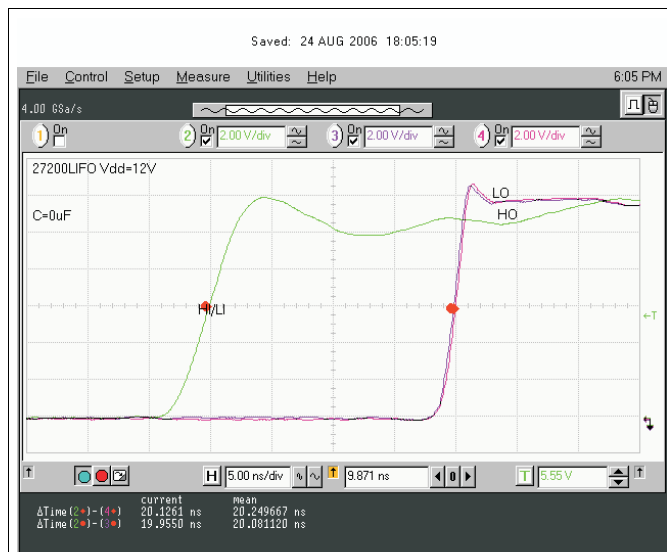 Saved: 24 AUG 2006 18:05:19
File Control Setup Measure Utilities Help 6:05 PM
4.00 GSa/s
1 On 2 On 2.00 V/div 3 On 2.00 V/div 4 On 2.00 V/div
27200LIFO Vdd=12V
LO
C=0uF
HO
HI/LI
T
H 5.00 ns/div 9.871 ns 0 T 5.55 V
current mean
ΔTime(2)-(4) 20.1261 ns 20.249667 ns
ΔTime(2)-(3) 19.9550 ns 20.081120 ns